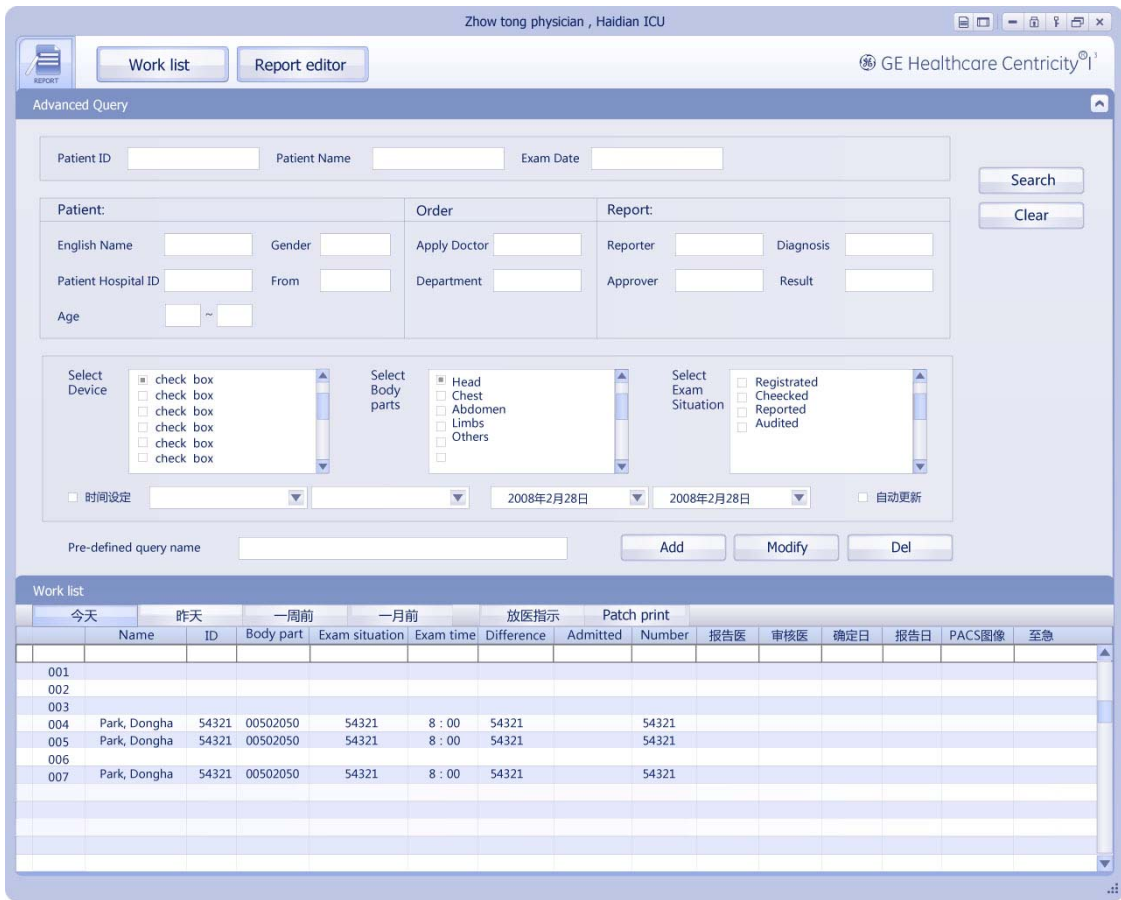 Zhow tong physician , Haidian ICU
REPORT
Work list
Report editor
GE Healthcare Centricity®I³
Advanced Query
Patient ID
Patient Name
Exam Date
Search
Clear
Patient:
Order
Report:
English Name
Gender
Apply Doctor
Reporter
Diagnosis
Patient Hospital ID
From
Department
Approver
Result
Age ~
Select Device
check box
check box
check box
check box
check box
check box
Select Body parts
Head
Chest
Abdomen
Limbs
Others
Select Exam Situation
Registrated
Cheecked
Reported
Audited
时间设定
2008年2月28日
2008年2月28日
自动更新
Pre-defined query name
Add
Modify
Del
Work list
今天 昨天 一周前 一月前 放医指示 Patch print
Name ID Body part Exam situation Exam time Difference Admitted Number 报告医 审核医 确定日 报告日 PACS图像 至急
001
002
003
004 Park, Dongha 54321 00502050 54321 8 : 00 54321 54321
005 Park, Dongha 54321 00502050 54321 8 : 00 54321 54321
006
007 Park, Dongha 54321 00502050 54321 8 : 00 54321 54321